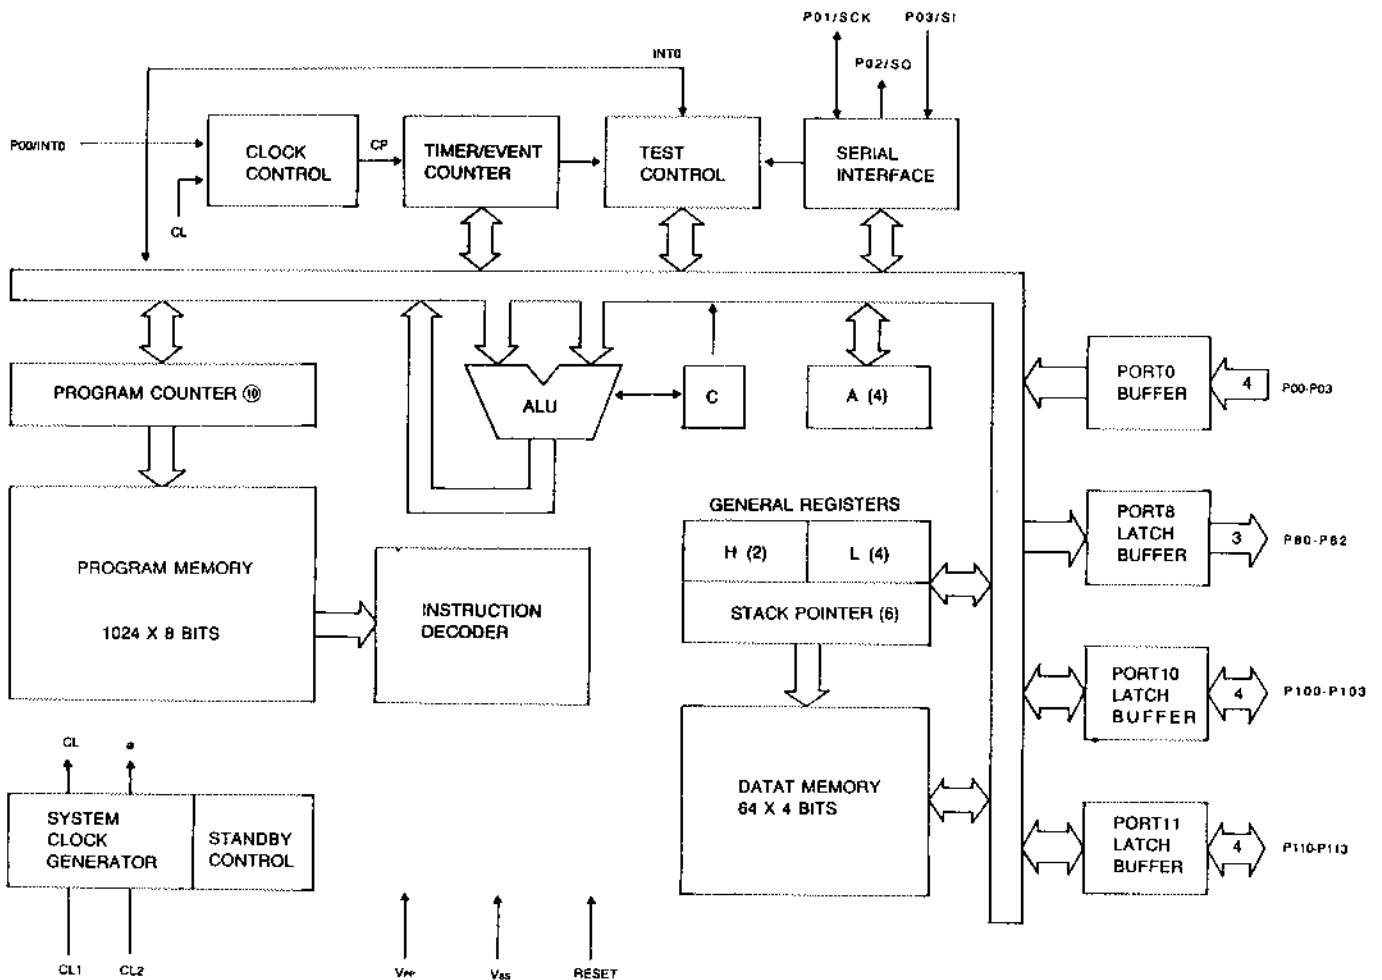 P01/SCK P03/SI
INT0
P02/SO
P00/INT0
CLOCK
CONTROL
CP
TIMER/EVENT
COUNTER
TEST
CONTROL
SERIAL
INTERFACE
CL
PROGRAM COUNTER ⑩
ALU
C
A (4)
PORT0
BUFFER
4
P00-P03
PROGRAM MEMORY
1024 X 8 BITS
INSTRUCTION
DECODER
GENERAL REGISTERS
H (2)
L (4)
STACK POINTER (6)
PORT8
LATCH
BUFFER
3
P80-P82
PORT10
LATCH
BUFFER
4
P100-P103
DATAT MEMORY
64 X 4 BITS
PORT11
LATCH
BUFFER
4
P110-P113
CL
SYSTEM
CLOCK
GENERATOR
STANDBY
CONTROL
CL1 CL2 Vss RESET